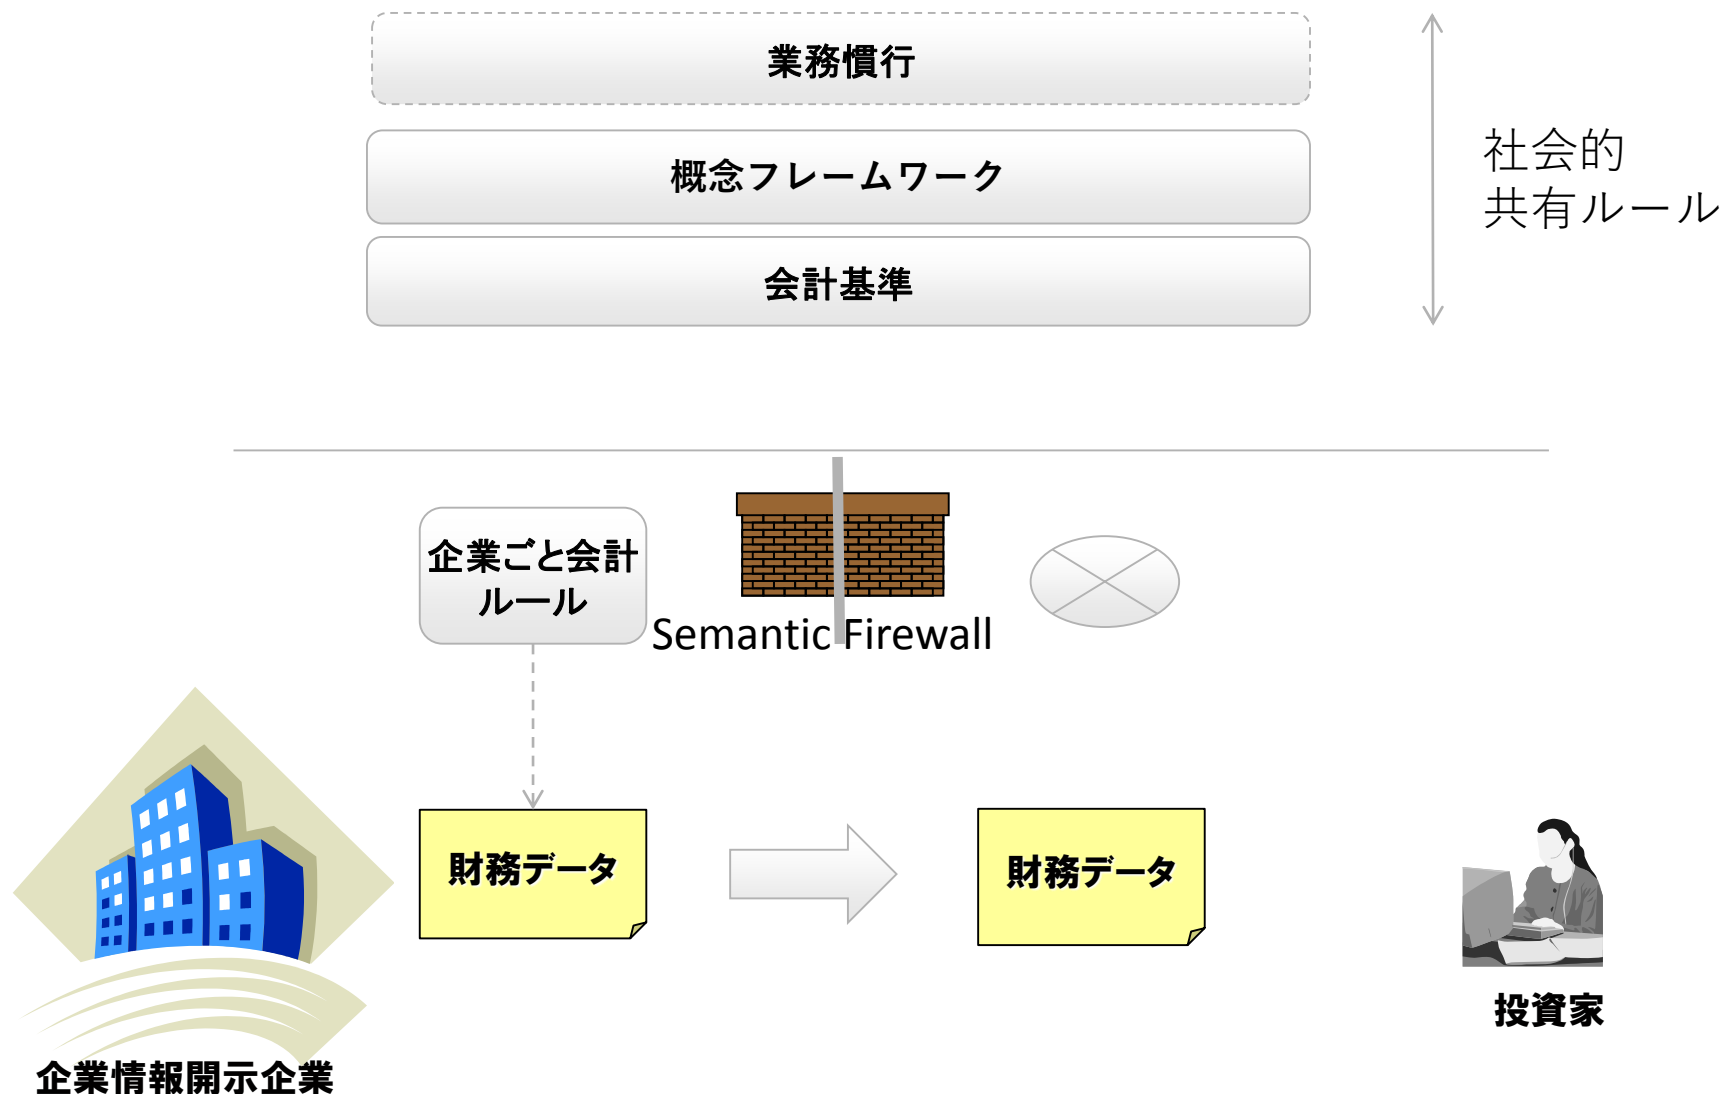 業務慣行
概念フレームワーク
会計基準
社会的
共有ルール
企業ごと会計
ルール
Semantic Firewall
財務データ
財務データ
投資家
企業情報開示企業